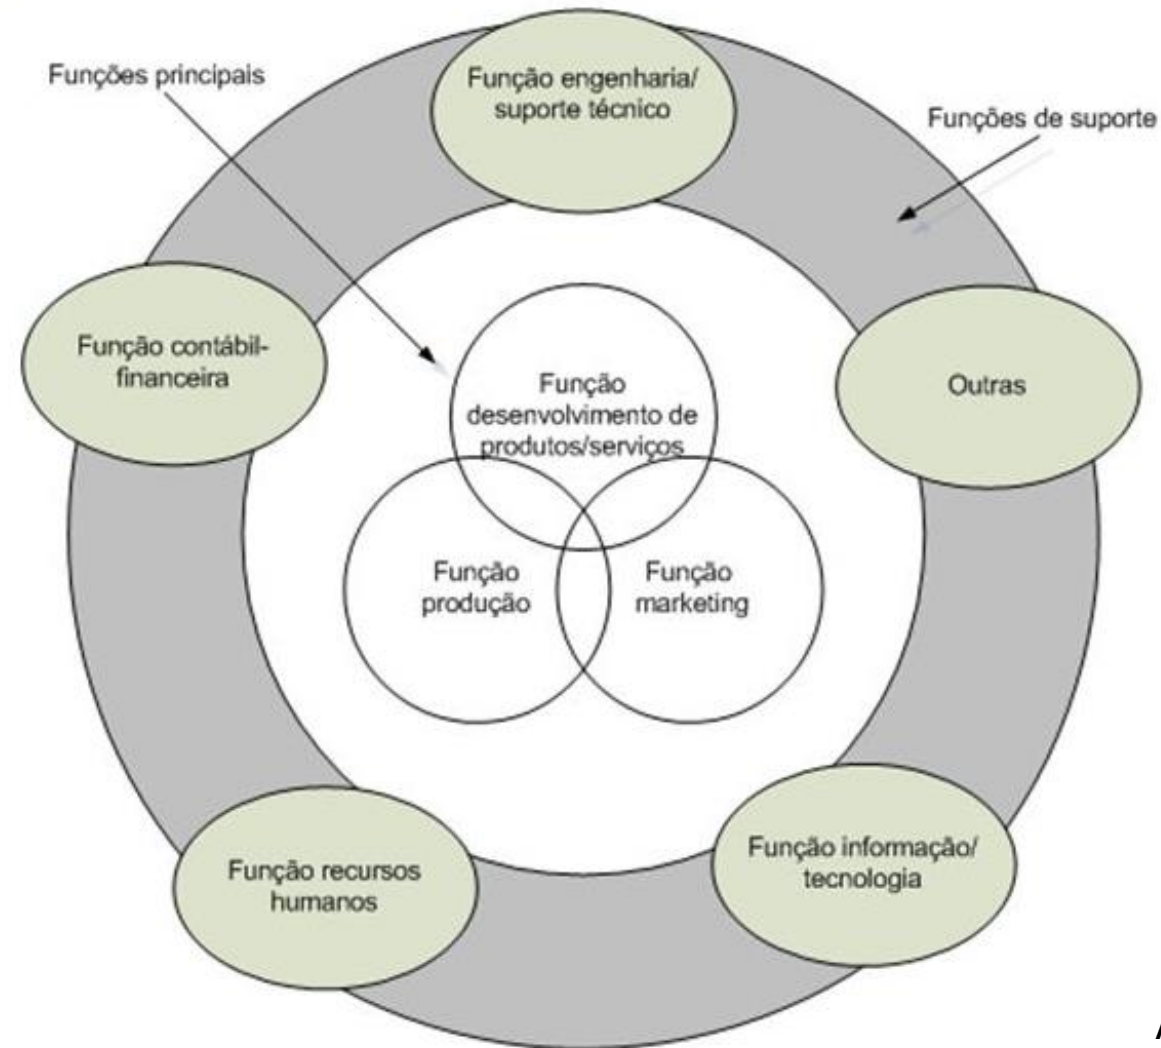 Funções principais
Função engenharia/
suporte técnico
Funções de suporte
Função contábil-
financeira
Outras
Função
desenvolvimento de
produtos/serviços
Função
produção
Função
marketing
Função recursos
humanos
Função informação/
tecnologia